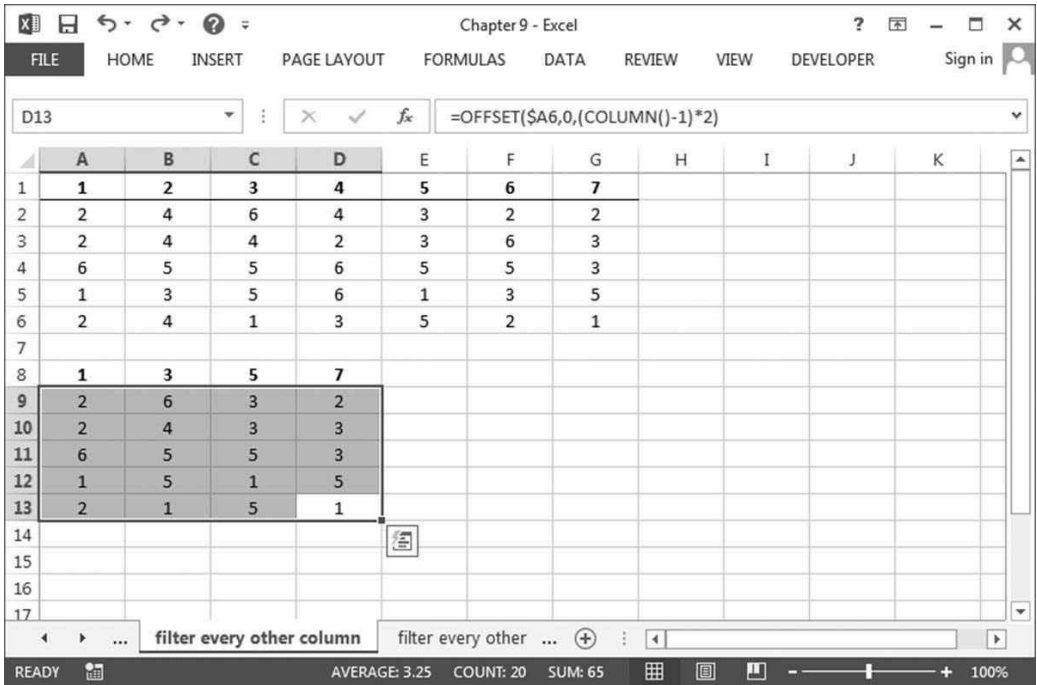 Chapter 9 - Excel
FILE HOME INSERT PAGE LAYOUT FORMULAS DATA REVIEW VIEW DEVELOPER Sign in
D13 fx =OFFSET($A6,0,(COLUMN()-1)*2)
A B C D E F G H I J K
1 1 2 3 4 5 6 7
2 2 4 6 4 3 2 2
3 2 4 4 2 3 6 3
4 6 5 5 6 5 5 3
5 1 3 5 6 1 3 5
6 2 4 1 3 5 2 1
7
8 1 3 5 7
9 2 6 3 2
10 2 4 3 3
11 6 5 5 3
12 1 5 1 5
13 2 1 5 1
14
15
16
17
... filter every other column filter every other ...
READY AVERAGE: 3.25 COUNT: 20 SUM: 65 100%